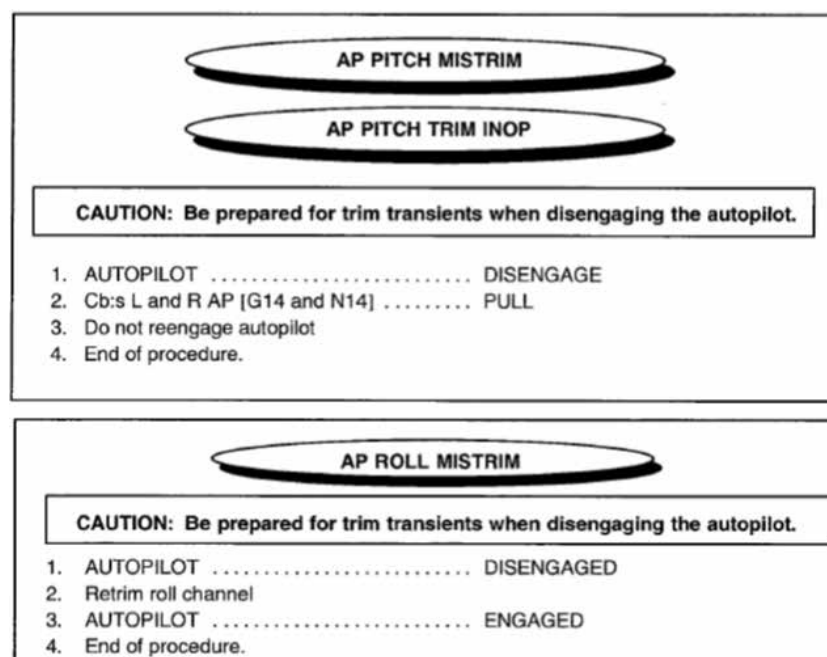 AP PITCH MISTRIM
AP PITCH TRIM INOP
CAUTION: Be prepared for trim transients when disengaging the autopilot.
1. AUTOPILOT .......................... DISENGAGE
2. Cb:s L and R AP [G14 and N14] ......... PULL
3. Do not reengage autopilot
4. End of procedure.
AP ROLL MISTRIM
CAUTION: Be prepared for trim transients when disengaging the autopilot.
1. AUTOPILOT .......................... DISENGAGED
2. Retrim roll channel
3. AUTOPILOT .......................... ENGAGED
4. End of procedure.